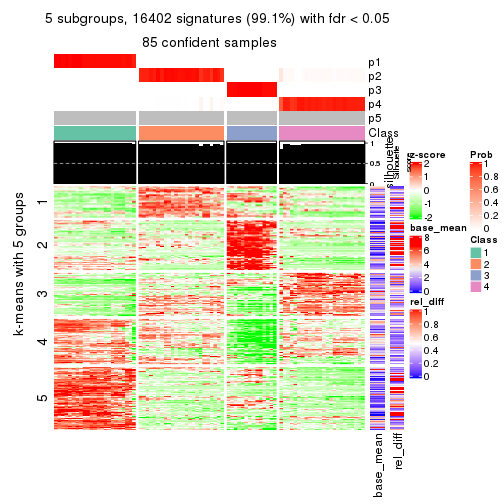 5 subgroups, 16402 signatures (99.1%) with fdr < 0.05
85 confident samples
p1
p2
p3
p4
p5
Class
1
0.5
0
silhouette
Silhouette
score
k-means with 5 groups
1
2
3
4
5
base_mean
rel_diff
z-score
2
1
0
-1
-2
base_mean
8
6
4
2
0
rel_diff
1
0.8
0.6
0.4
0.2
0
Prob
1
0.8
0.6
0.4
0.2
0
Class
1
2
3
4